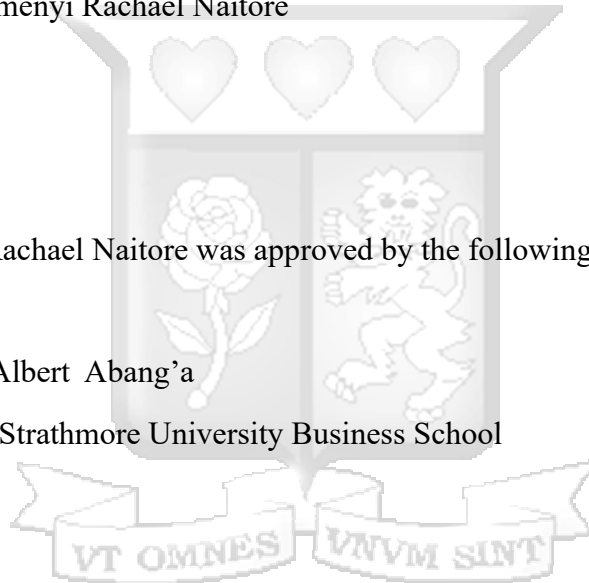 Rachael Naitore
Rachael Naitore was approved by the following
Albert Abang’a
Strathmore University Business School
VT OMNES VNVM SINT